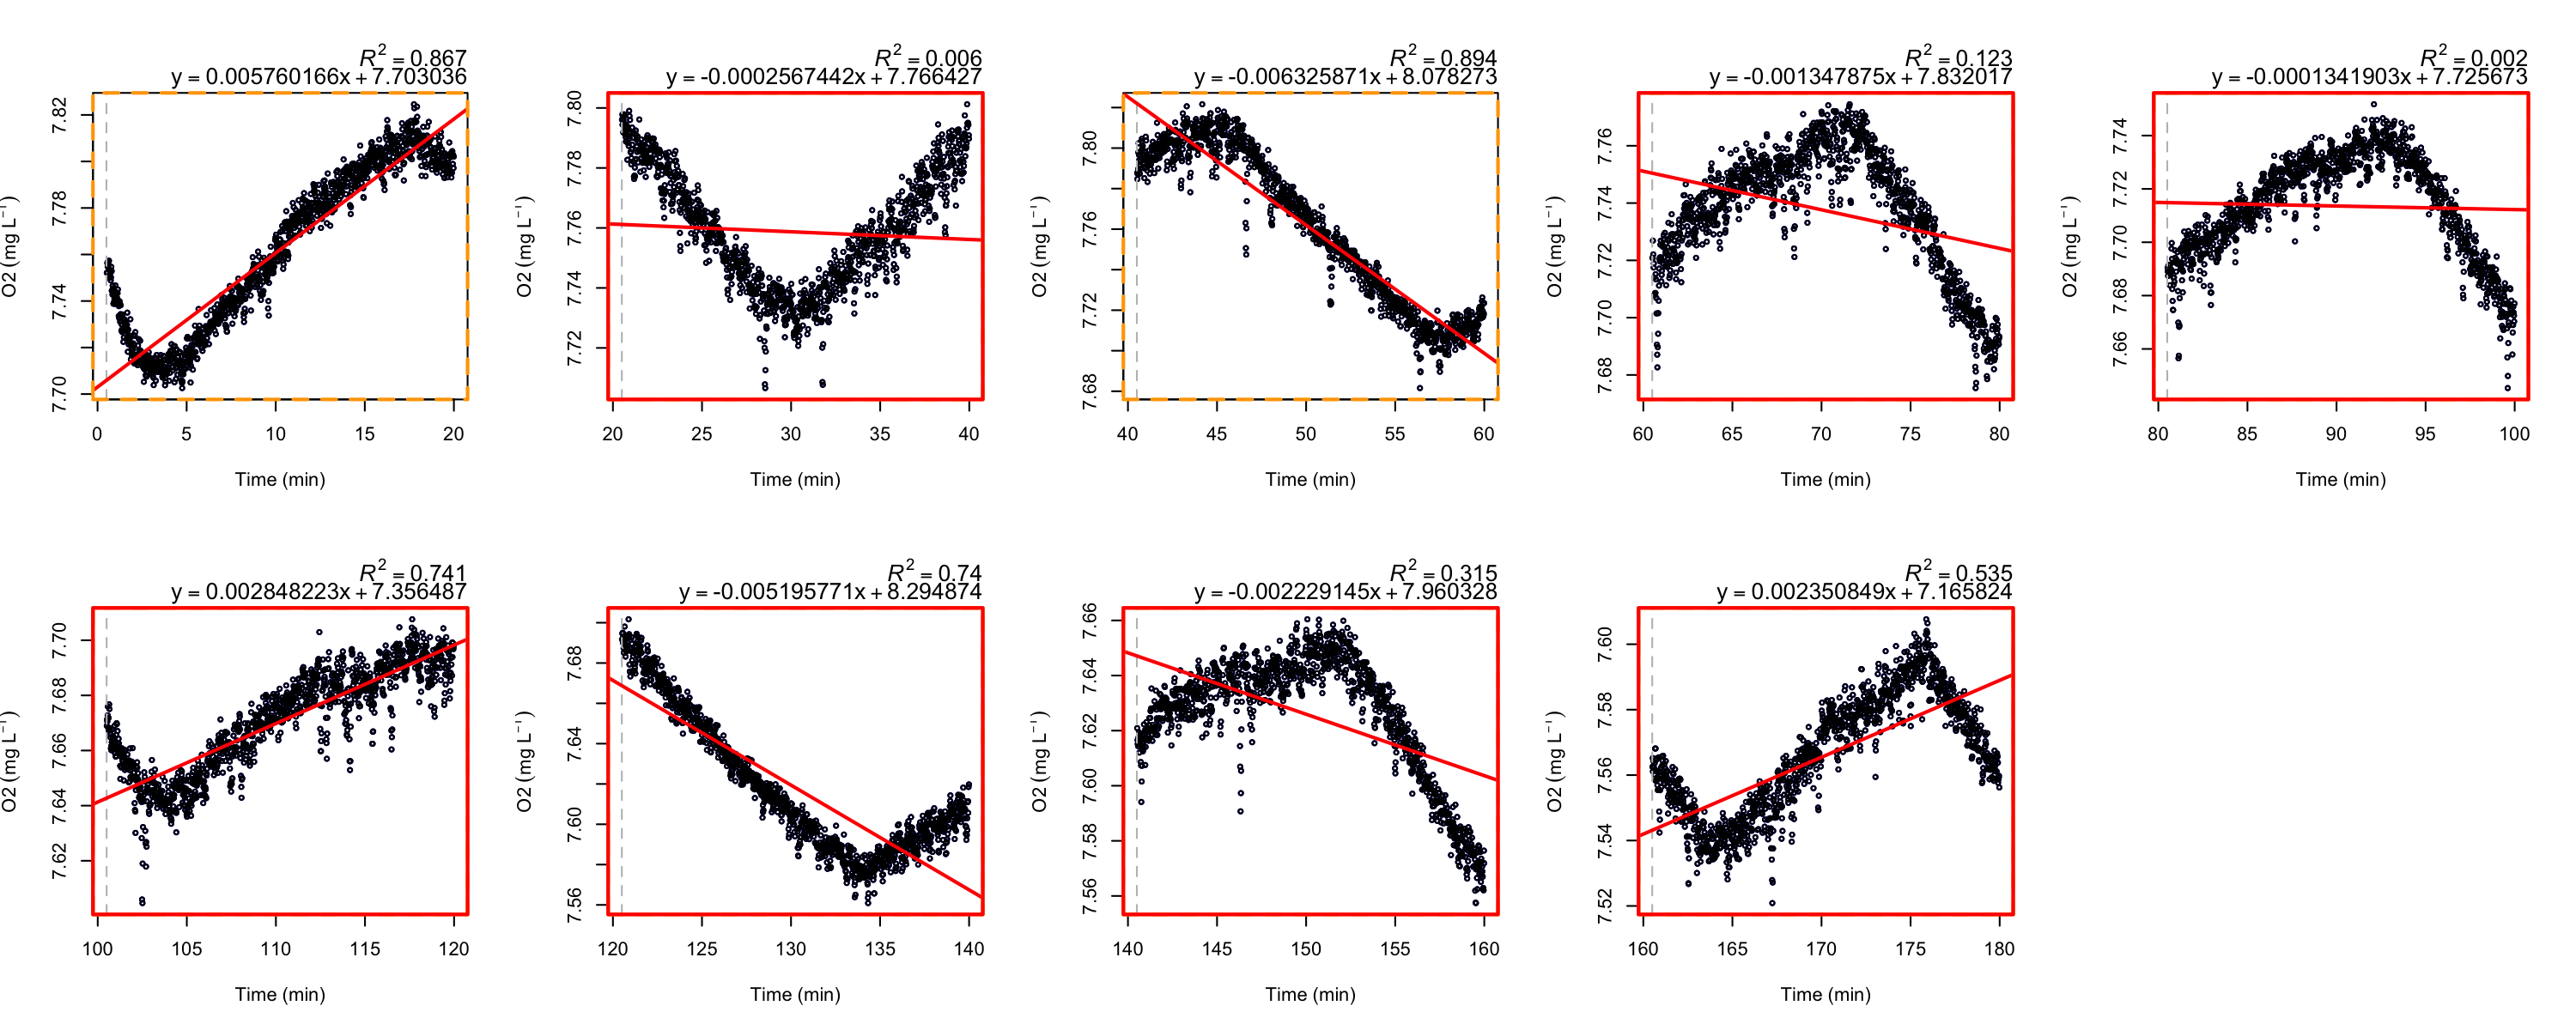 R² = 0.867
y = 0.005760166x + 7.703036
O2 (mg L⁻¹)
7.70 7.74 7.78 7.82
0 5 10 15 20
Time (min)
R² = 0.006
y = -0.0002567442x + 7.766427
O2 (mg L⁻¹)
7.72 7.74 7.76 7.78 7.80
20 25 30 35 40
Time (min)
R² = 0.894
y = -0.006325871x + 8.078273
O2 (mg L⁻¹)
7.68 7.72 7.76 7.80
40 45 50 55 60
Time (min)
R² = 0.123
y = -0.001347875x + 7.832017
O2 (mg L⁻¹)
7.68 7.70 7.72 7.74 7.76
60 65 70 75 80
Time (min)
R² = 0.002
y = -0.0001341903x + 7.725673
O2 (mg L⁻¹)
7.66 7.68 7.70 7.72 7.74
80 85 90 95 100
Time (min)
R² = 0.741
y = 0.002848223x + 7.356487
O2 (mg L⁻¹)
7.62 7.64 7.66 7.68 7.70
100 105 110 115 120
Time (min)
R² = 0.74
y = -0.005195771x + 8.294874
O2 (mg L⁻¹)
7.56 7.60 7.64 7.68
120 125 130 135 140
Time (min)
R² = 0.315
y = -0.002229145x + 7.960328
O2 (mg L⁻¹)
7.56 7.58 7.60 7.62 7.64 7.66
140 145 150 155 160
Time (min)
R² = 0.535
y = 0.002350849x + 7.165824
O2 (mg L⁻¹)
7.52 7.54 7.56 7.58 7.60
160 165 170 175 180
Time (min)